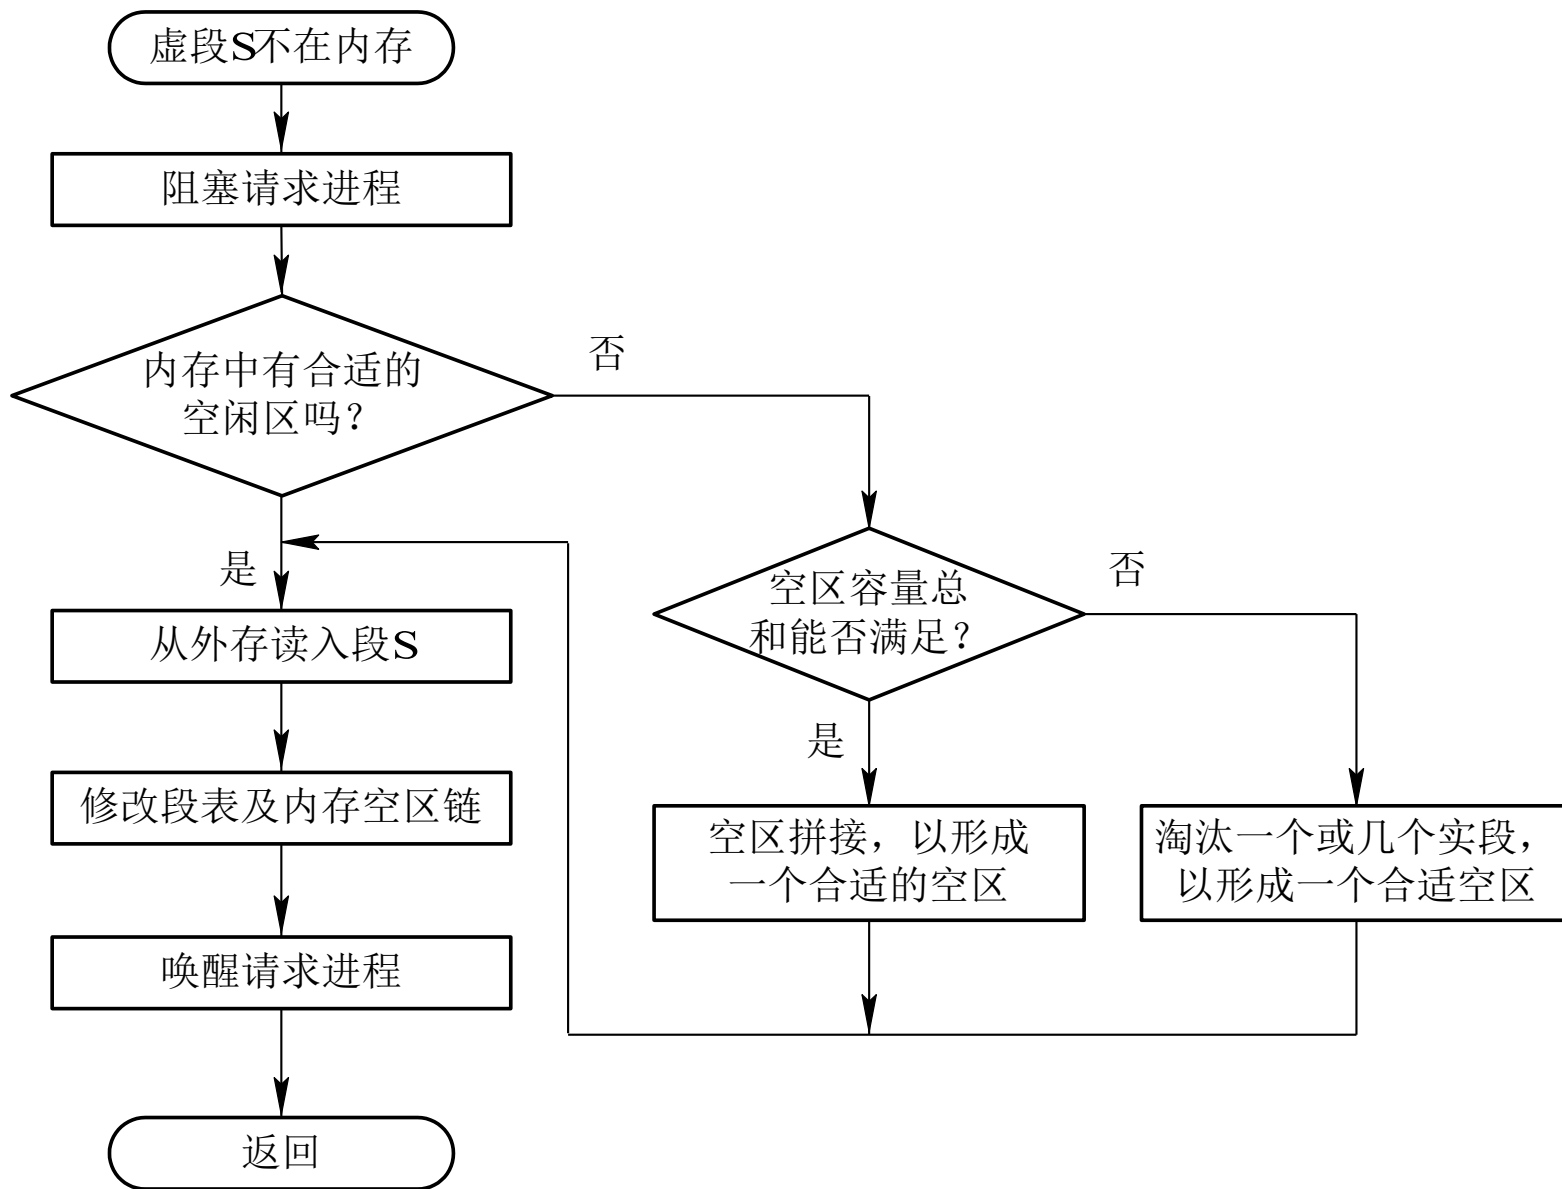 虚段S不在内存
阻塞请求进程
内存中有合适的
空闲区吗？
否
是
从外存读入段S
修改段表及内存空区链
唤醒请求进程
返回
空区容量总
和能否满足？
否
是
空区拼接，以形成
一个合适的空区
淘汰一个或几个实段，
以形成一个合适空区